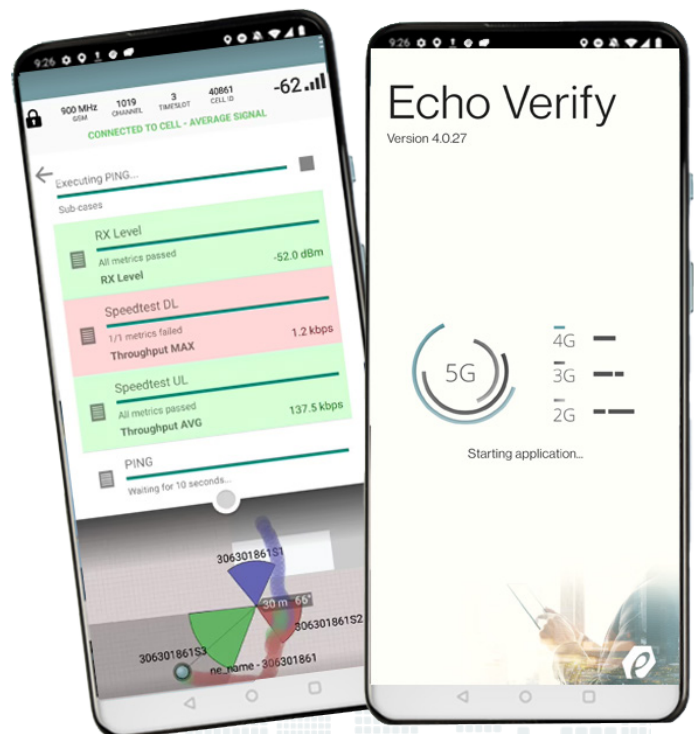 9:26
900 MHz
GSM
1019
CHANNEL
3
TIMESLOT
40861
CELL ID
-62
CONNECTED TO CELL - AVERAGE SIGNAL
Executing PING...
Sub-cases
RX Level
All metrics passed
RX Level
-52.0 dBm
Speedtest DL
1/1 metrics failed
Throughput MAX
1.2 kbps
Speedtest UL
All metrics passed
Throughput AVG
137.5 kbps
PING
Waiting for 10 seconds...
306301861S1
30 m 66°
306301861S2
306301861S3
ne_name - 306301861
9:26
Echo Verify
Version 4.0.27
5G
4G
3G
2G
Starting application...